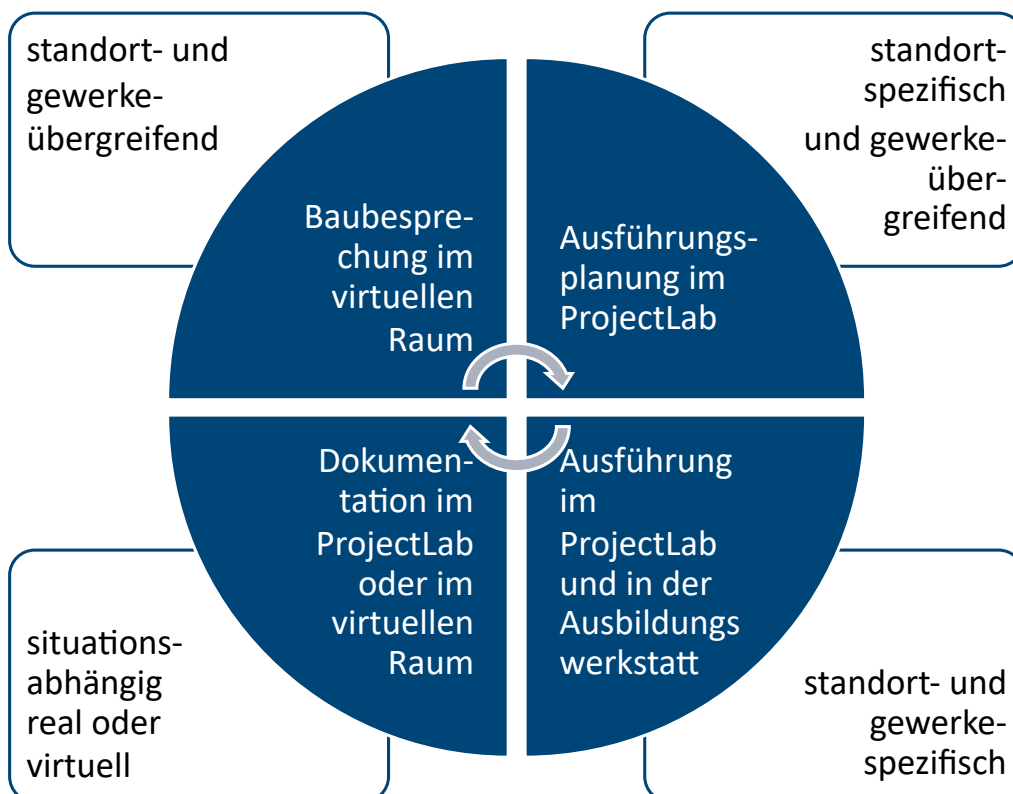 standort- und
gewerke-
übergreifend
Baubespre-
chung im
virtuellen
Raum
standort-
spezifisch
und gewerke-
über-
greifend
Ausführungs-
planung im
ProjectLab
Dokumen-
tation im
ProjectLab
oder im
virtuellen
Raum
situations-
abhängig
real oder
virtuell
Ausführung
im
ProjectLab
und in der
Ausbildungs
werkstatt
standort- und
gewerke-
spezifisch